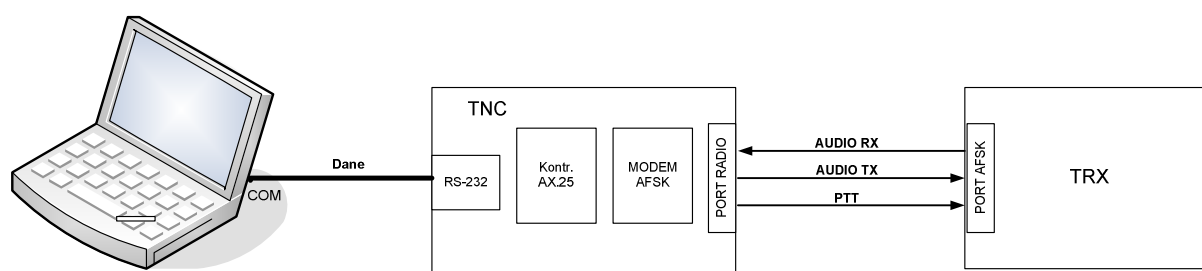 TNC
Dane
COM
RS-232
Kontr.
AX.25
MODEM
AFSK
PORT RADIO
AUDIO RX
AUDIO TX
PTT
PORT AFSK
TRX